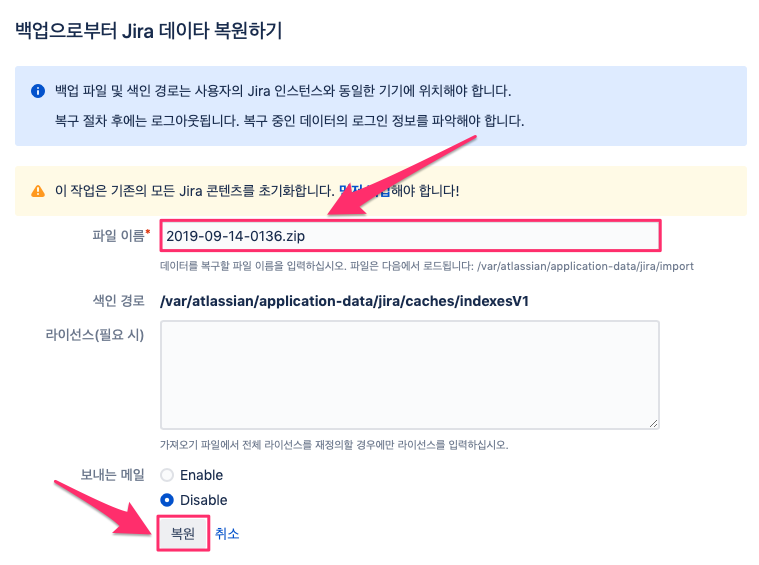 백업으로부터 Jira 데이타 복원하기
백업 파일 및 색인 경로는 사용자의 Jira 인스턴스와 동일한 기기에 위치해야 합니다.
복구 절차 후에는 로그아웃됩니다. 복구 중인 데이터의 로그인 정보를 파악해야 합니다.
이 작업은 기존의 모든 Jira 콘텐츠를 초기화합니다. 해야 합니다!
파일 이름*
2019-09-14-0136.zip
데이터를 복구할 파일 이름을 입력하십시오. 파일은 다음에서 로드됩니다: /var/atlassian/application-data/jira/import
색인 경로
/var/atlassian/application-data/jira/caches/indexesV1
라이선스(필요 시)
가져오기 파일에서 전체 라이선스를 재정의할 경우에만 라이선스를 입력하십시오.
보내는 메일
Enable
Disable
복원 취소